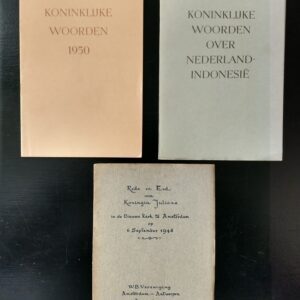 KONINKLIJKE
WOORDEN
1950
KONINKLIJKE
WOORDEN
OVER
NEDERLAND-
INDONESIË
Rede en Eed
van
Koningin Juliana
in de Nieuwe Kerk te Amsterdam
op
6 September 1948
W.B. Vereeniging
Amsterdam - Antwerpen